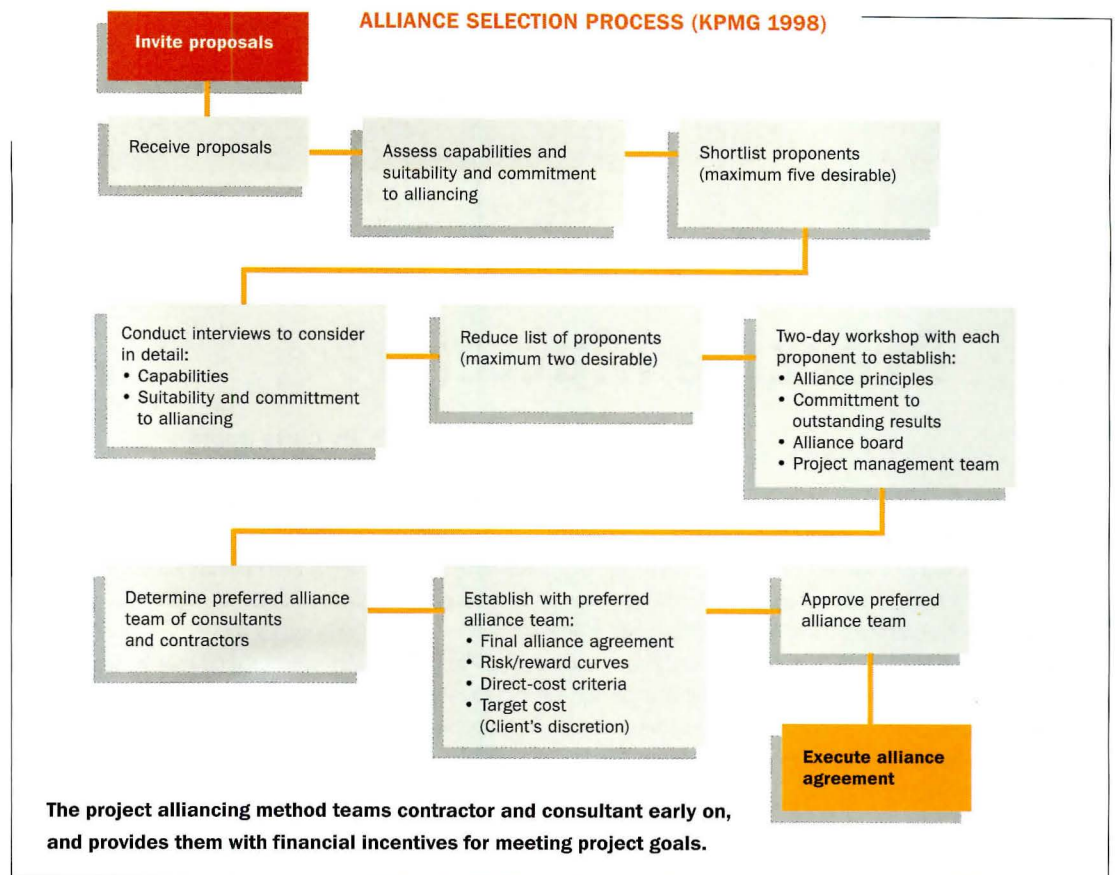 ALLIANCE SELECTION PROCESS (KPMG 1998)
Invite proposals
Receive proposals
Assess capabilities and
suitability and commitment
to alliancing
Shortlist proponents
(maximum five desirable)
Conduct interviews to consider
in detail:
• Capabilities
• Suitability and committment
to alliancing
Reduce list of proponents
(maximum two desirable)
Two-day workshop with each
proponent to establish:
• Alliance principles
• Committment to
outstanding results
• Alliance board
• Project management team
Determine preferred alliance
team of consultants
and contractors
Establish with preferred
alliance team:
• Final alliance agreement
• Risk/reward curves
• Direct-cost criteria
• Target cost
(Client's discretion)
Approve preferred
alliance team
Execute alliance
agreement
The project alliancing method teams contractor and consultant early on,
and provides them with financial incentives for meeting project goals.